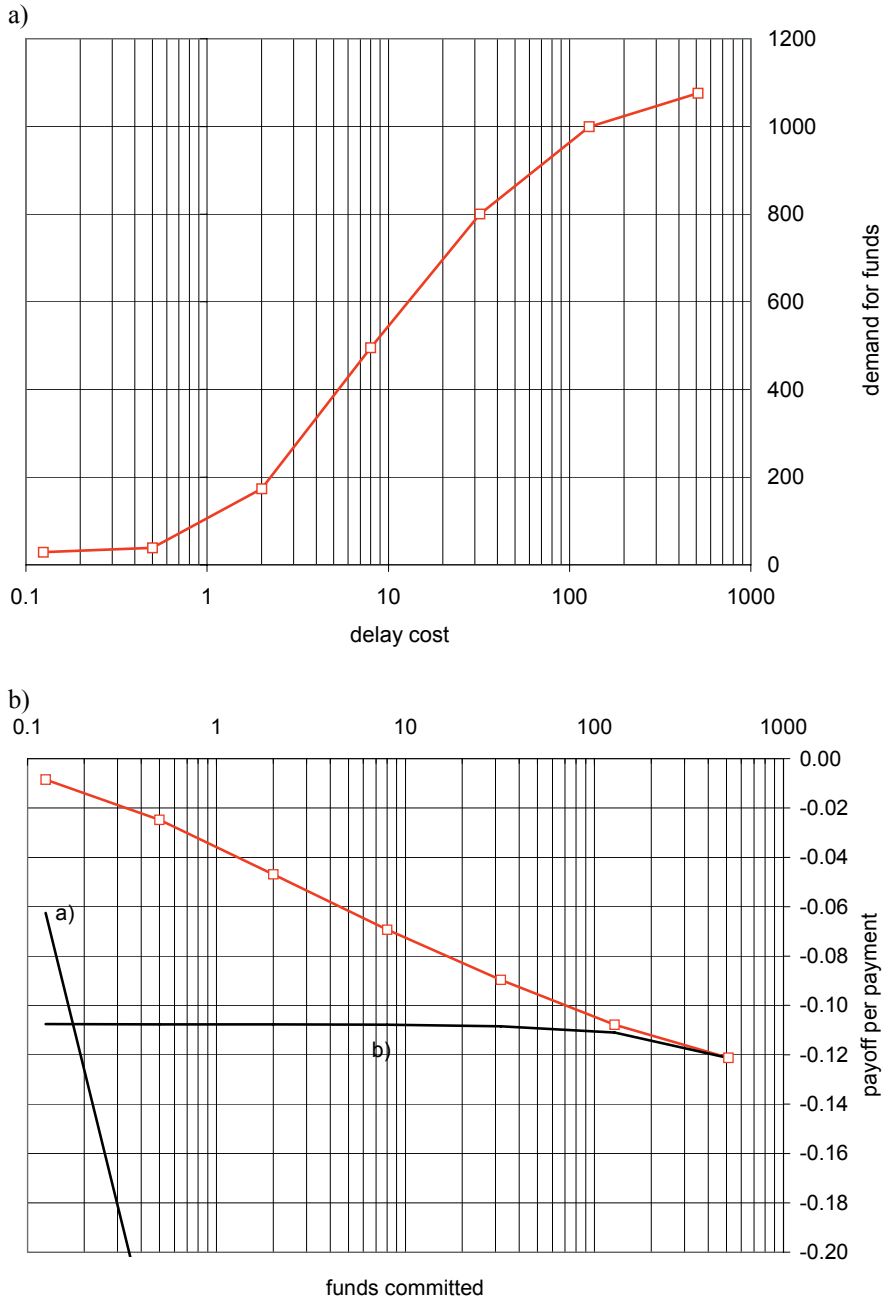 a)
1200
1000
800
600
400
200
0
demand for funds
0.1 1 10 100 1000
delay cost
b)
0.1 1 10 100 1000
0.00
-0.02
-0.04
-0.06
a)
-0.08
-0.10
b)
-0.12
-0.14
-0.16
-0.18
-0.20
payoff per payment
funds committed